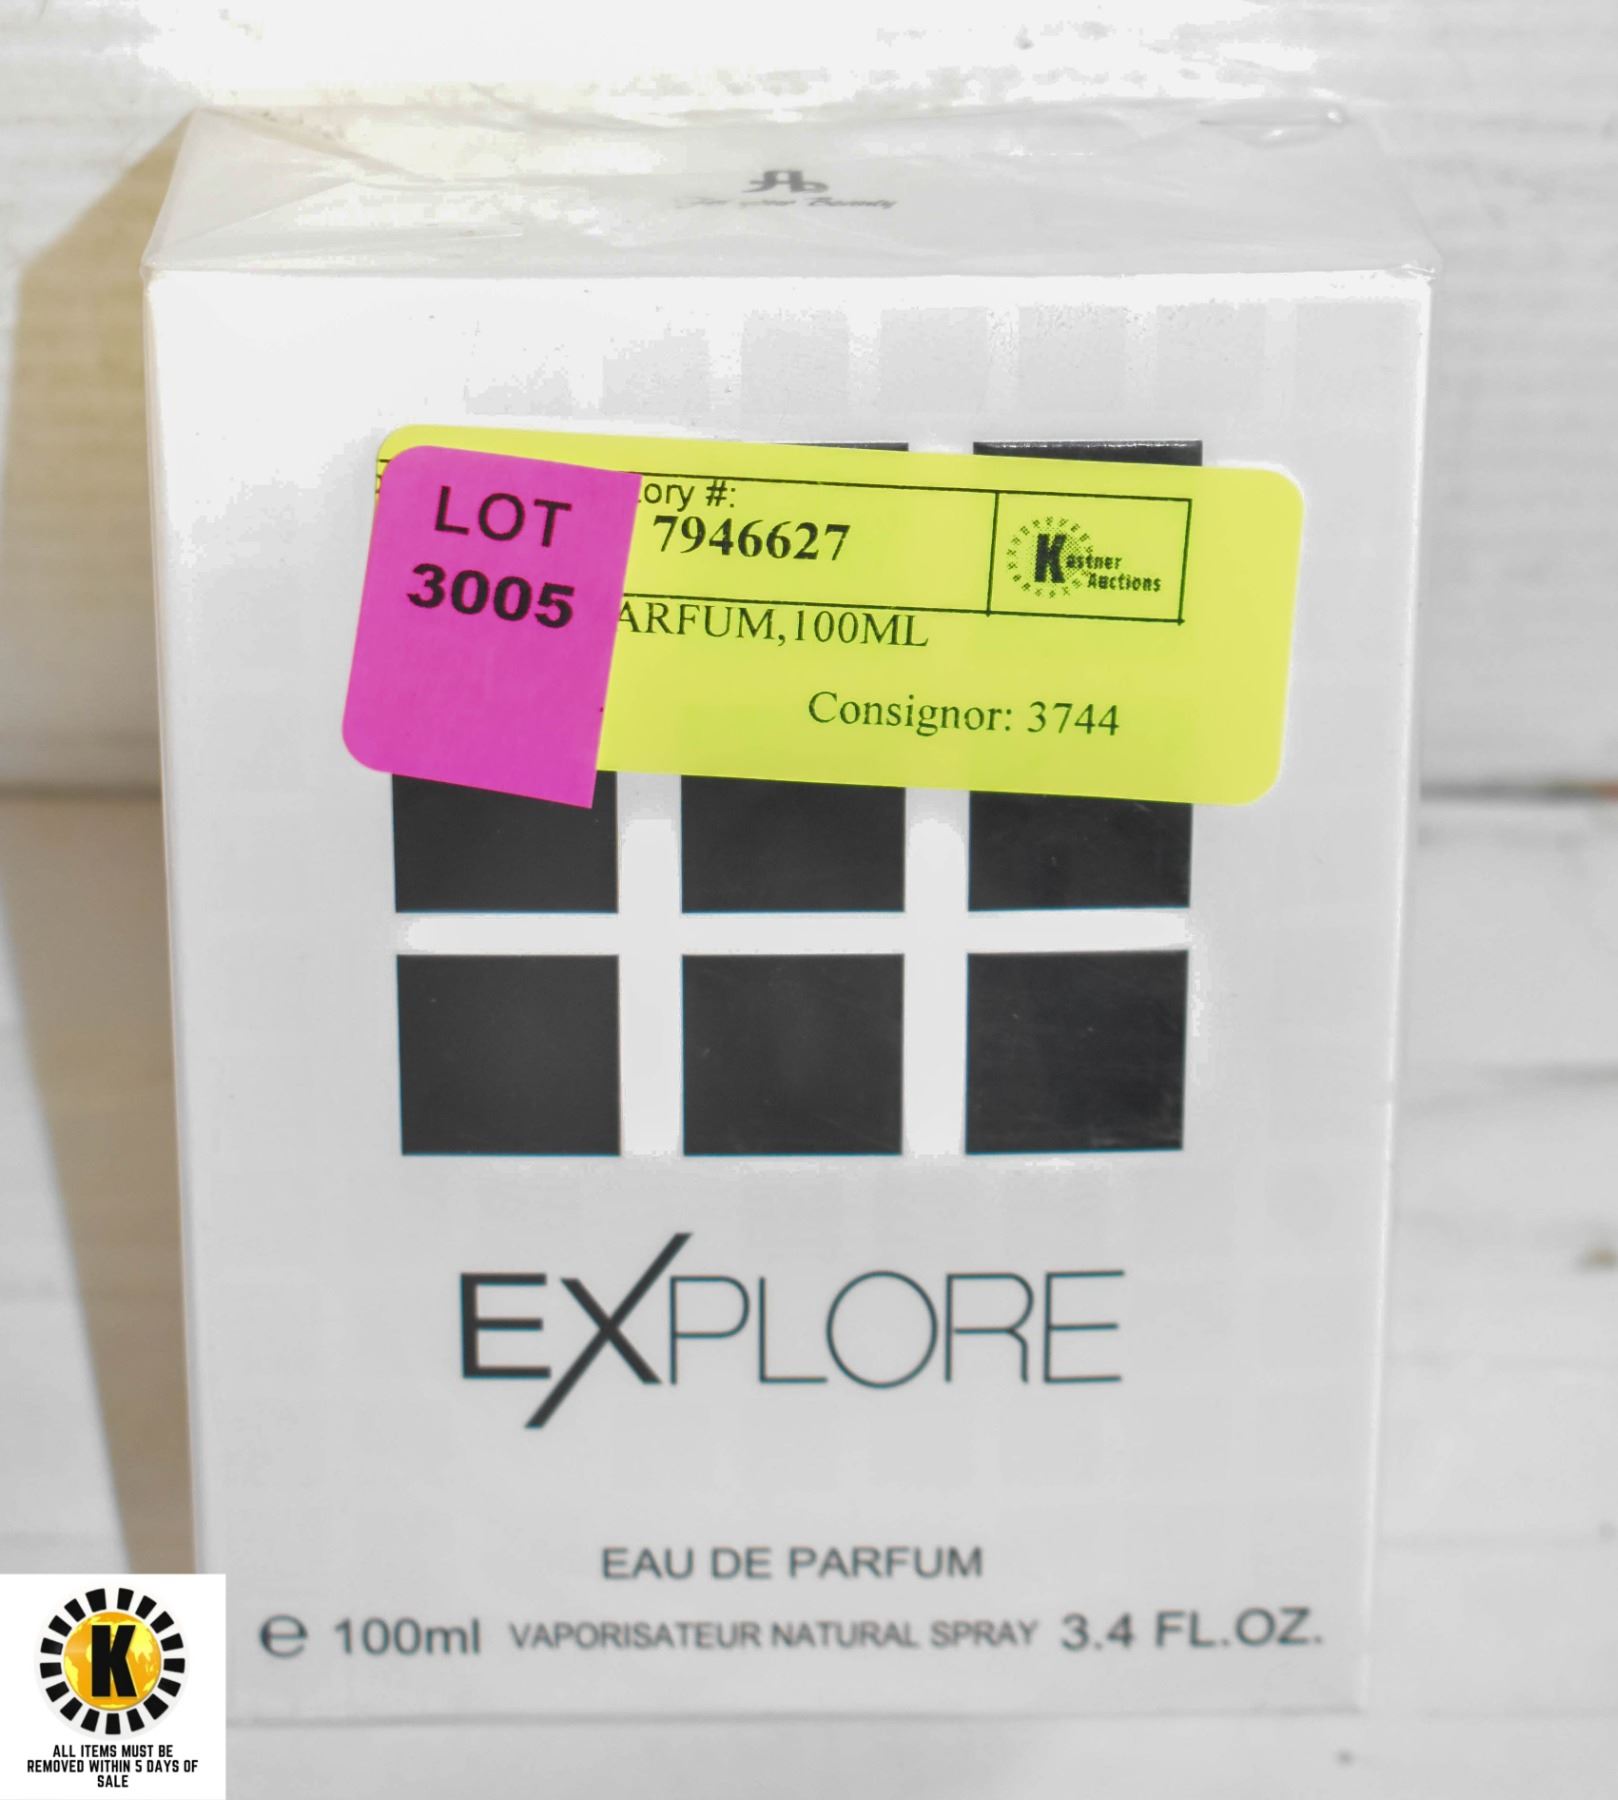 LOT
3005
ory #:
7946627
Kastner
Auctions
ARFUM,100ML
Consignor: 3744
EXPLORE
EAU DE PARFUM
e 100ml VAPORISATEUR NATURAL SPRAY 3.4 FL.OZ.
K
ALL ITEMS MUST BE
REMOVED WITHIN 5 DAYS OF
SALE